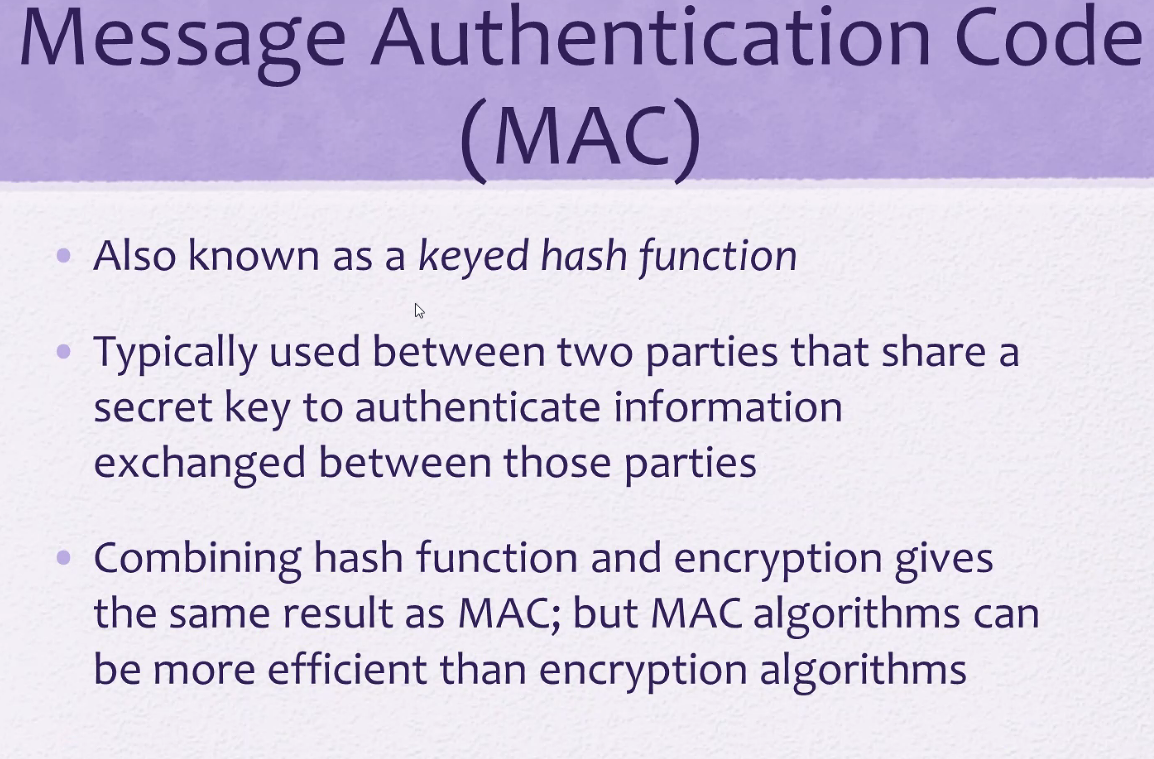 Message Authentication Code
(MAC)
• Also known as a keyed hash function
• Typically used between two parties that share a
secret key to authenticate information
exchanged between those parties
• Combining hash function and encryption gives
the same result as MAC; but MAC algorithms can
be more efficient than encryption algorithms